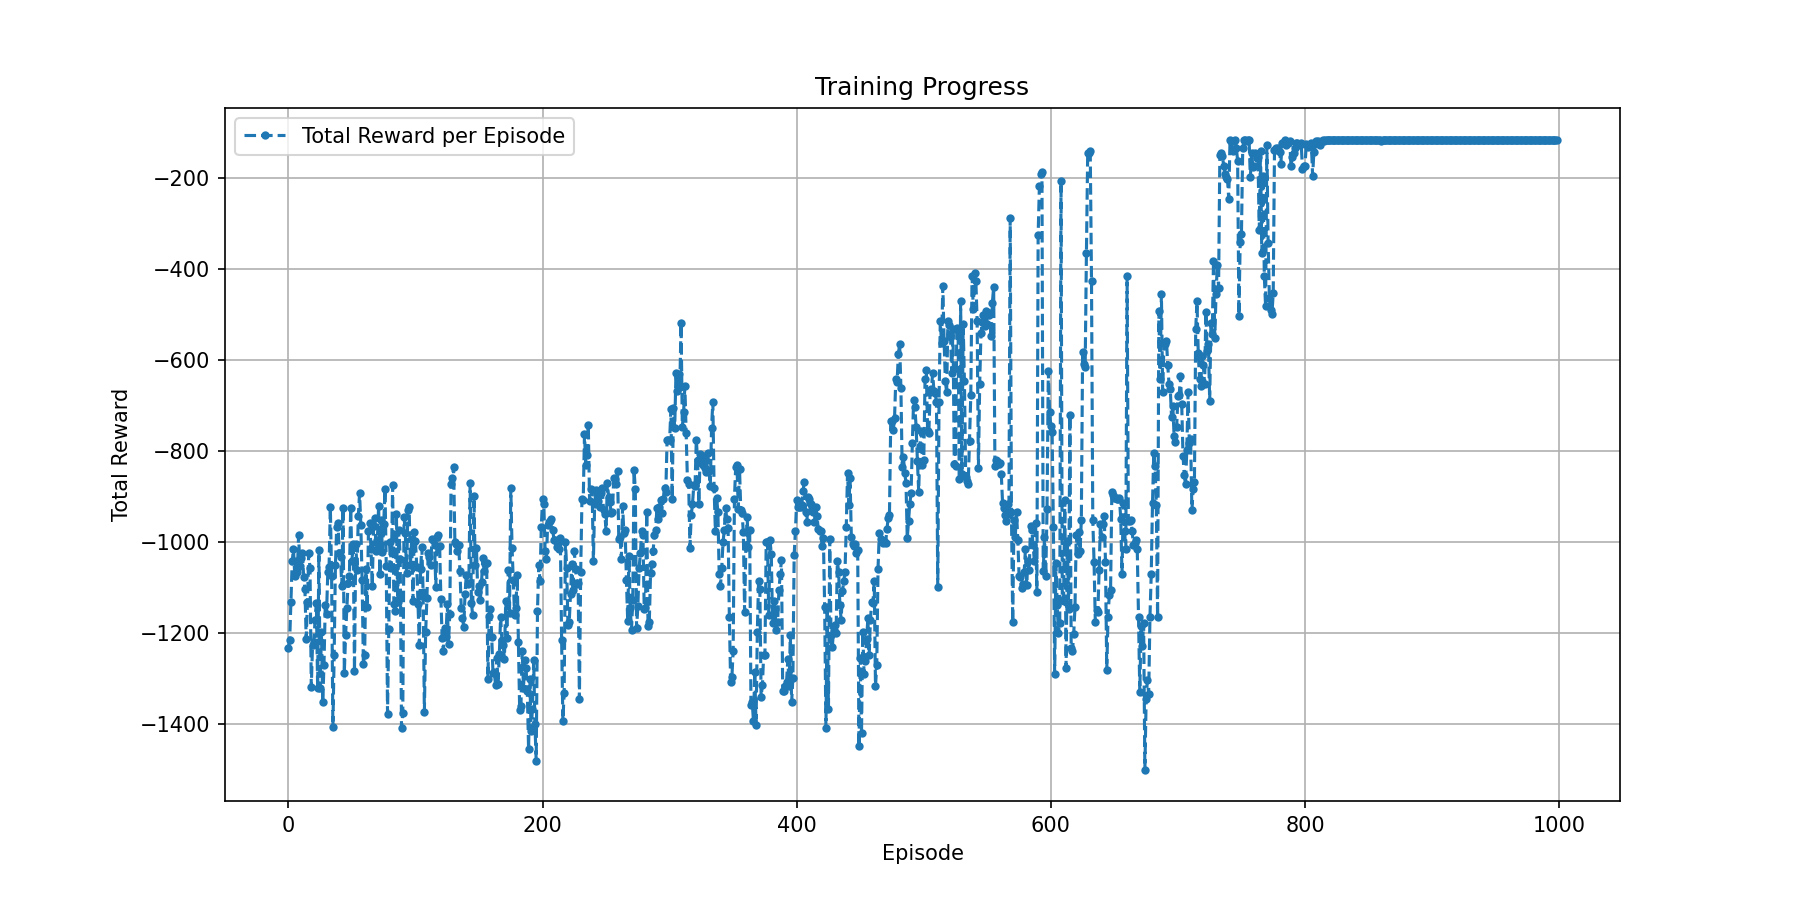 Training Progress
Total Reward per Episode
−200
−400
−600
−800
−1000
−1200
−1400
Total Reward
0 200 400 600 800 1000
Episode